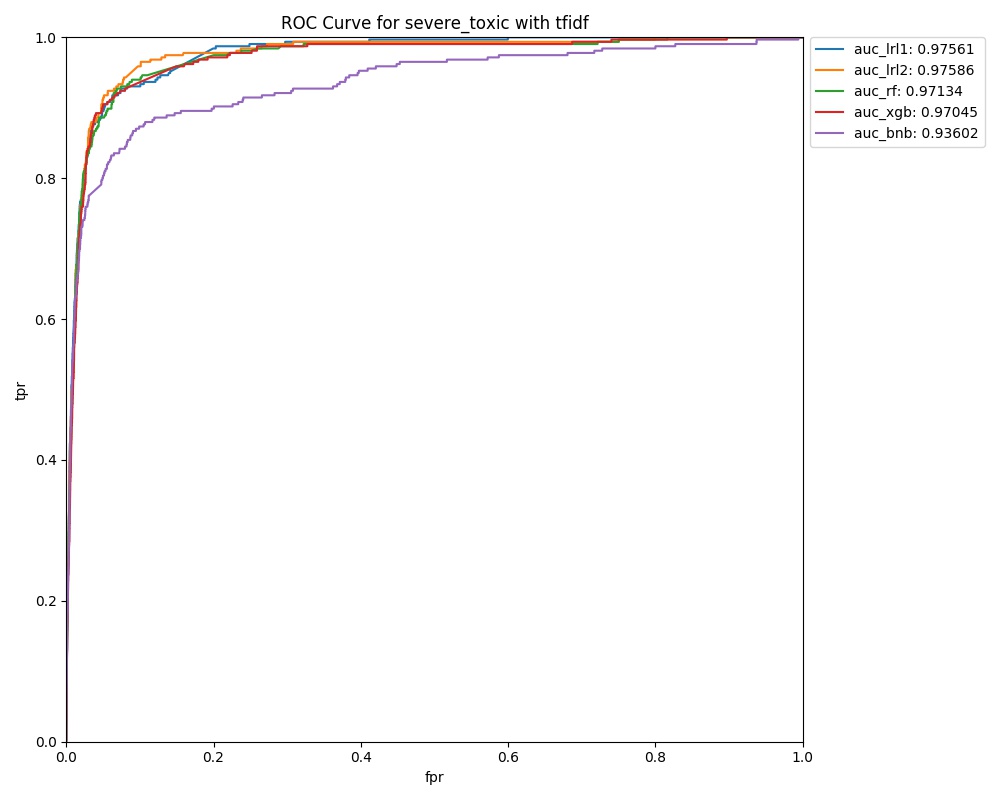 ROC Curve for severe_toxic with tfidf
auc_lrl1: 0.97561
auc_lrl2: 0.97586
auc_rf: 0.97134
auc_xgb: 0.97045
auc_bnb: 0.93602
1.0
0.8
0.6
0.4
0.2
0.0
tpr
0.0 0.2 0.4 0.6 0.8 1.0
fpr